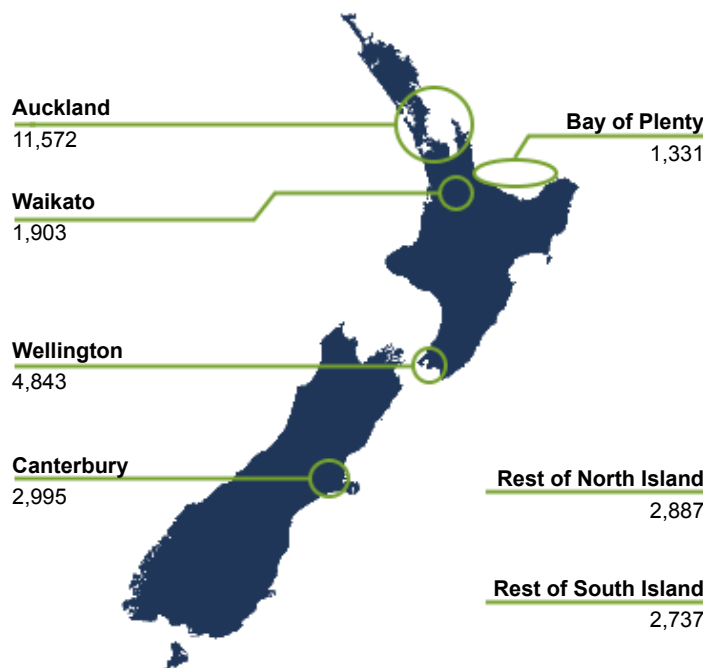 Auckland
11,572
Bay of Plenty
1,331
Waikato
1,903
Wellington
4,843
Canterbury
2,995
Rest of North Island
2,887
Rest of South Island
2,737